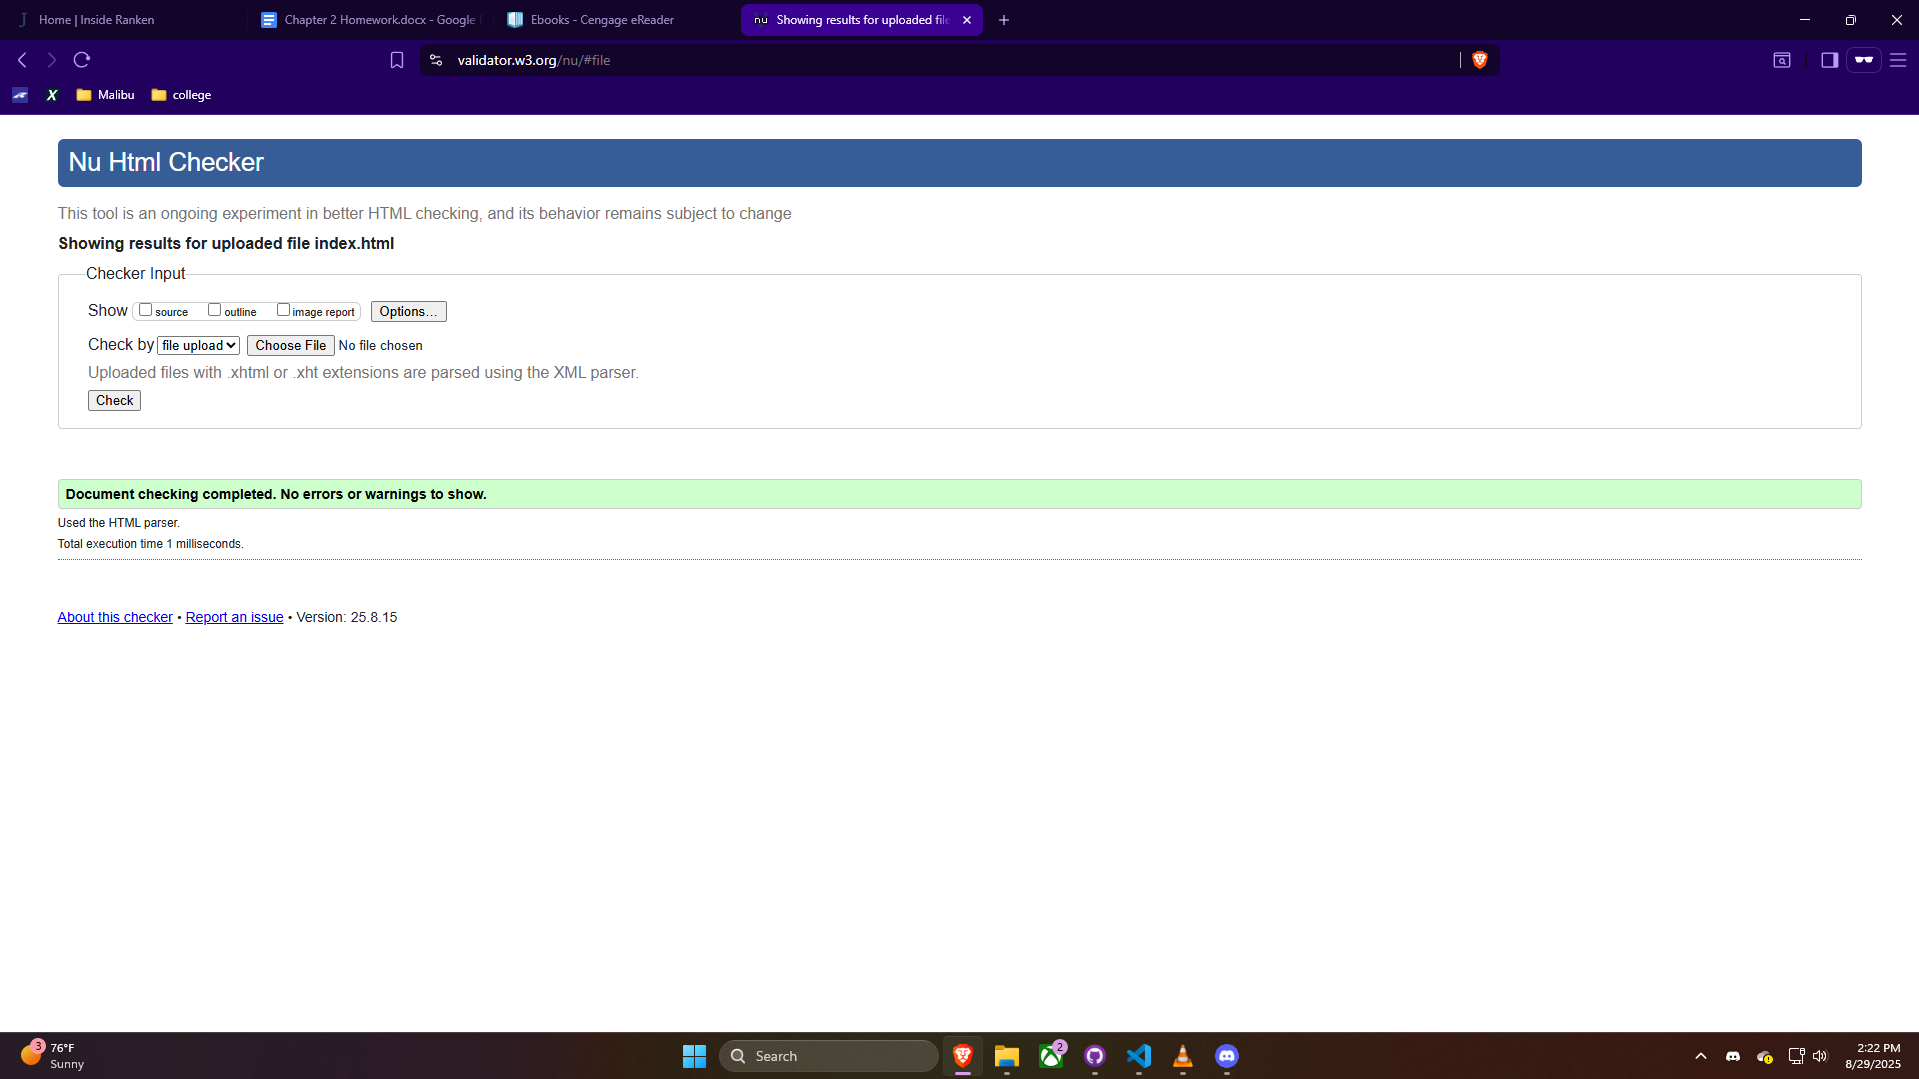 Home | Inside Ranken
Chapter 2 Homework.docx - Google
Ebooks - Cengage eReader
nu Showing results for uploaded file
validator.w3.org/nu/#file
X
Malibu
college
Nu Html Checker
This tool is an ongoing experiment in better HTML checking, and its behavior remains subject to change
Showing results for uploaded file index.html
Checker Input
Show source outline image report Options...
Check by file upload Choose File No file chosen
Uploaded files with .xhtml or .xht extensions are parsed using the XML parser.
Check
Document checking completed. No errors or warnings to show.
Used the HTML parser.
Total execution time 1 milliseconds.
About this checker • Report an issue • Version: 25.8.15
3
76°F
Sunny
Search
2
2:22 PM
8/29/2025